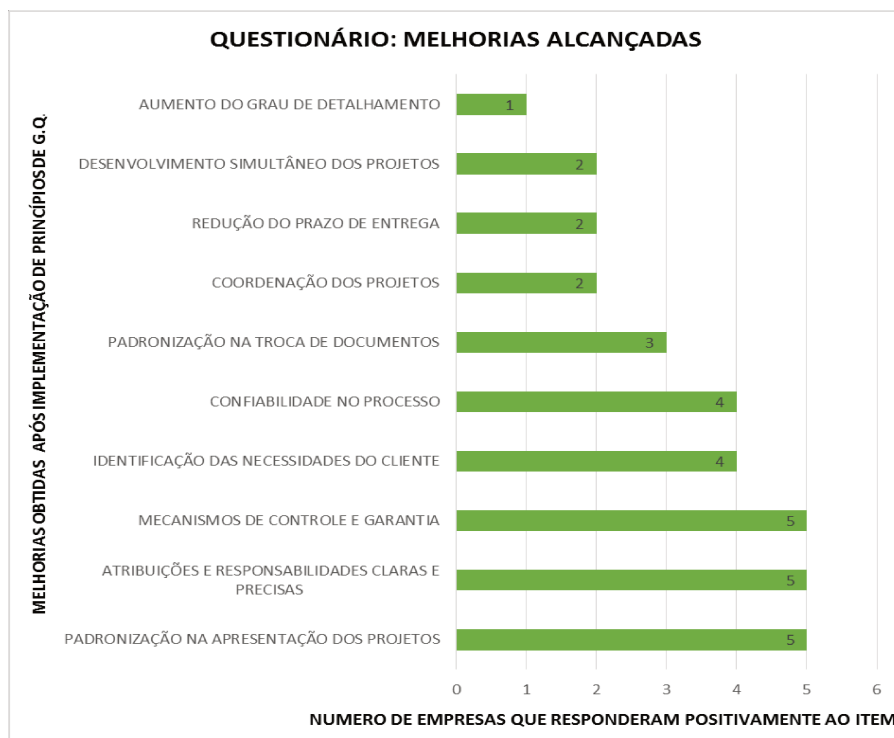 QUESTIONÁRIO: MELHORIAS ALCANÇADAS
MELHORIAS OBTIDAS APÓS IMPLEMENTAÇÃO DE PRINCÍPIOS DE G.Q.
AUMENTO DO GRAU DE DETALHAMENTO
1
DESENVOLVIMENTO SIMULTÂNEO DOS PROJETOS
2
REDUÇÃO DO PRAZO DE ENTREGA
2
COORDENAÇÃO DOS PROJETOS
2
PADRONIZAÇÃO NA TROCA DE DOCUMENTOS
3
CONFIABILIDADE NO PROCESSO
4
IDENTIFICAÇÃO DAS NECESSIDADES DO CLIENTE
4
MECANISMOS DE CONTROLE E GARANTIA
5
ATRIBUIÇÕES E RESPONSABILIDADES CLARAS E
PRECISAS
5
PADRONIZAÇÃO NA APRESENTAÇÃO DOS PROJETOS
5
0 1 2 3 4 5 6
NUMERO DE EMPRESAS QUE RESPONDERAM POSITIVAMENTE AO ITEM